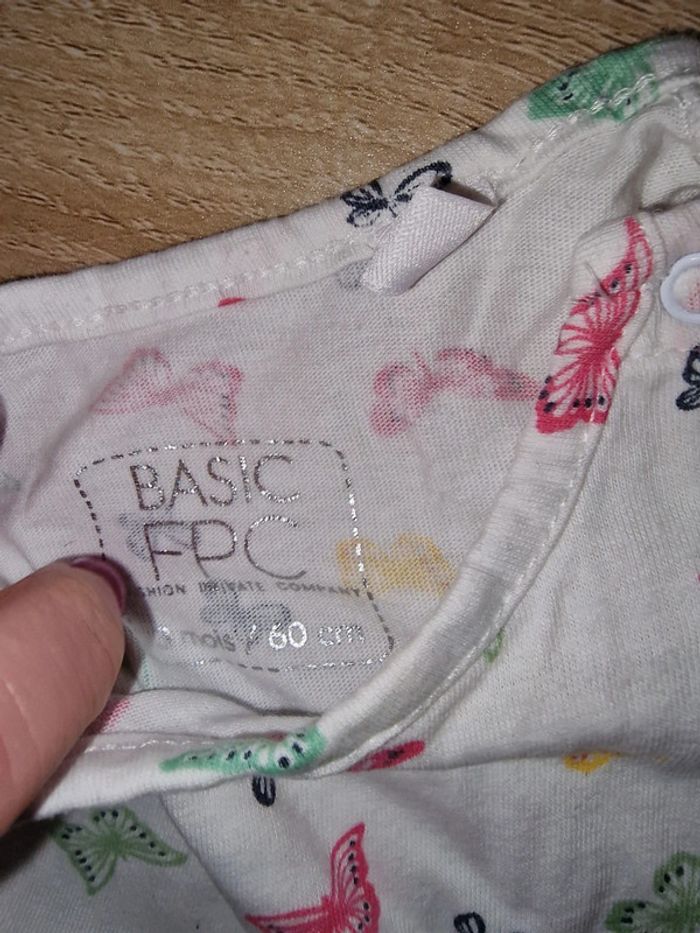 BASIC
FPC
SHION PRIVATE COMPANY
mois / 60 cm